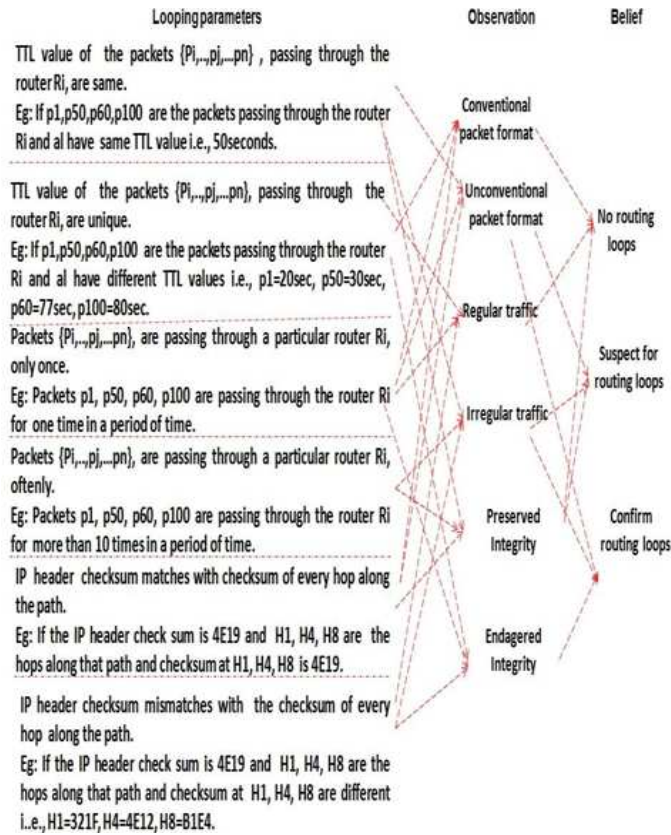 Looping parameters
Observation
Belief
TTL value of the packets {Pi,..,pj,...pn} , passing through the
router Ri, are same.
Eg: If p1,p50,p60,p100 are the packets passing through the router
Ri and al have same TTL value i.e., 50seconds.
TTL value of the packets {Pi,..,pj,...pn}, passing through the
router Ri, are unique.
Eg: If p1,p50,p60,p100 are the packets passing through the router
Ri and al have different TTL values i.e., p1=20sec, p50=30sec,
p60=77sec, p100=80sec.
Packets {Pi,..,pj,...pn}, are passing through a particular router Ri,
only once.
Eg: Packets p1, p50, p60, p100 are passing through the router Ri
for one time in a period of time.
Packets {Pi,..,pj,...pn}, are passing through a particular router Ri,
oftenly.
Eg: Packets p1, p50, p60, p100 are passing through the router Ri
for more than 10 times in a period of time.
IP header checksum matches with checksum of every hop along
the path.
Eg: If the IP header check sum is 4E19 and H1, H4, H8 are the
hops along that path and checksum at H1, H4, H8 is 4E19.
IP header checksum mismatches with the checksum of every
hop along the path.
Eg: If the IP header check sum is 4E19 and H1, H4, H8 are the
hops along that path and checksum at H1, H4, H8 are different
i..e., H1=321F, H4=4E12, H8=B1E4.
Conventional
packet format
Unconventional
packet format
Regular traffic
Irregular traffic
Preserved
Integrity
Endagered
Integrity
No routing
loops
Suspect for
routing loops
Confirm
routing loops